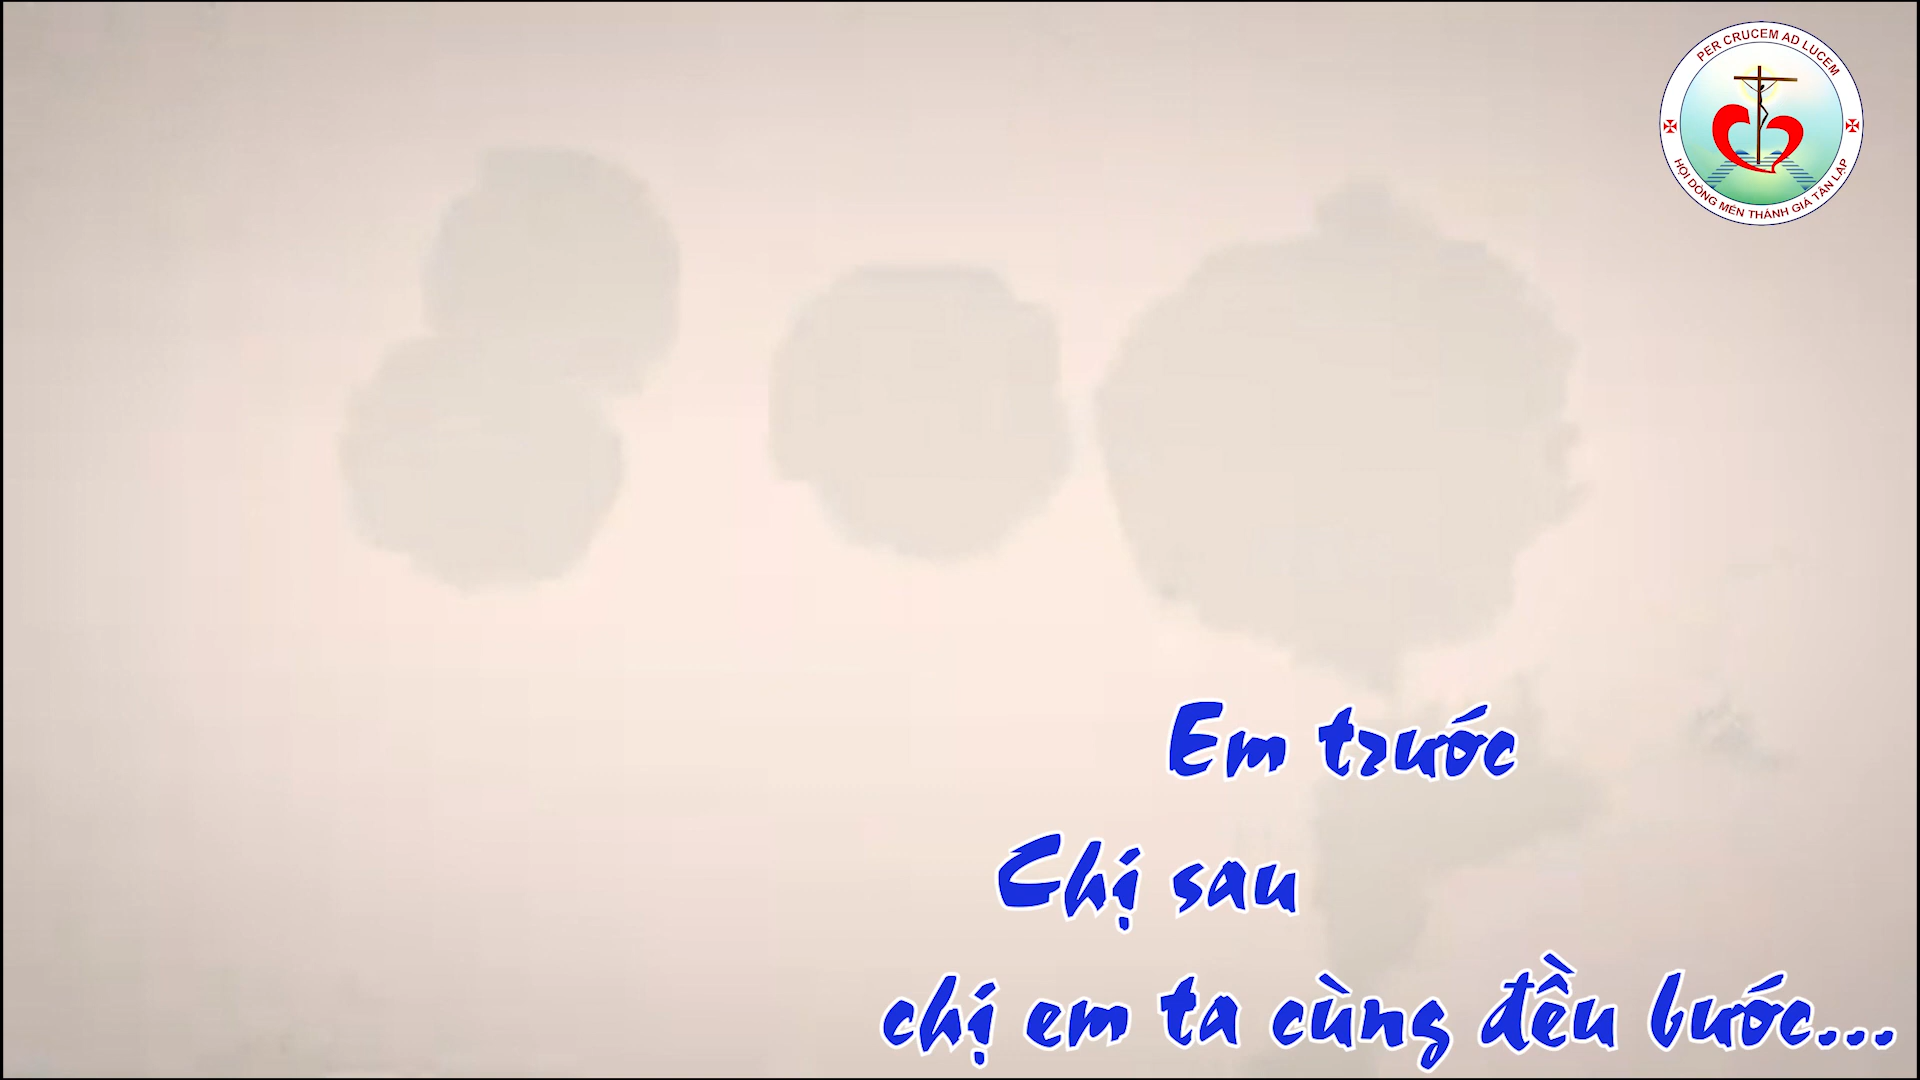 PER CRUCEM AD LUCEM
HỘI DÒNG MẾN THÁNH GIÁ TÂN LẬP
Em trước
Chị sau
chị em ta cùng đều bước...